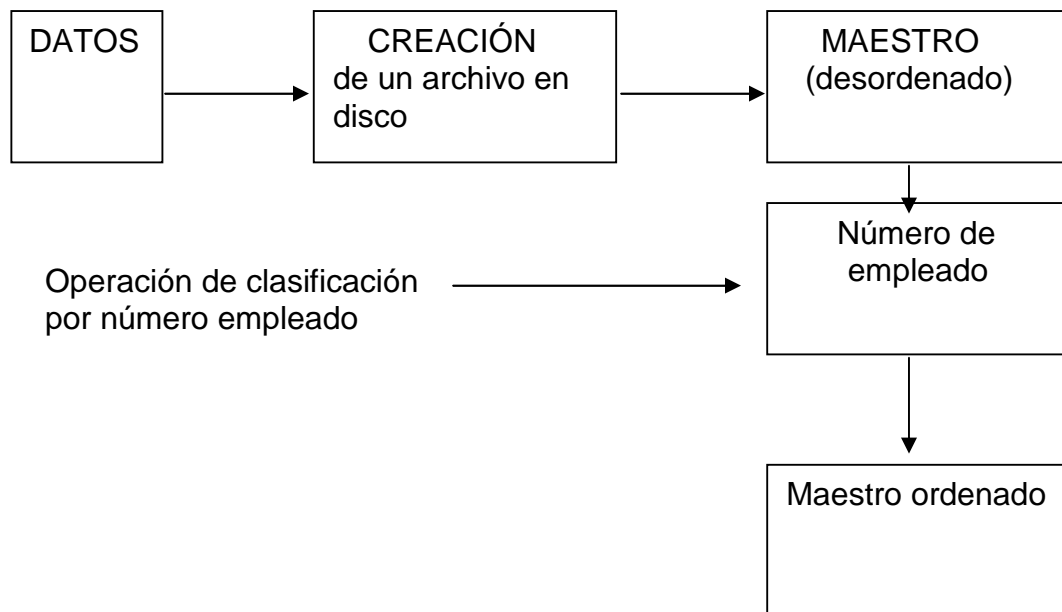 DATOS
CREACIÓN
de un archivo en
disco
MAESTRO
(desordenado)
Número de
empleado
Operación de clasificación
por número empleado
Maestro ordenado